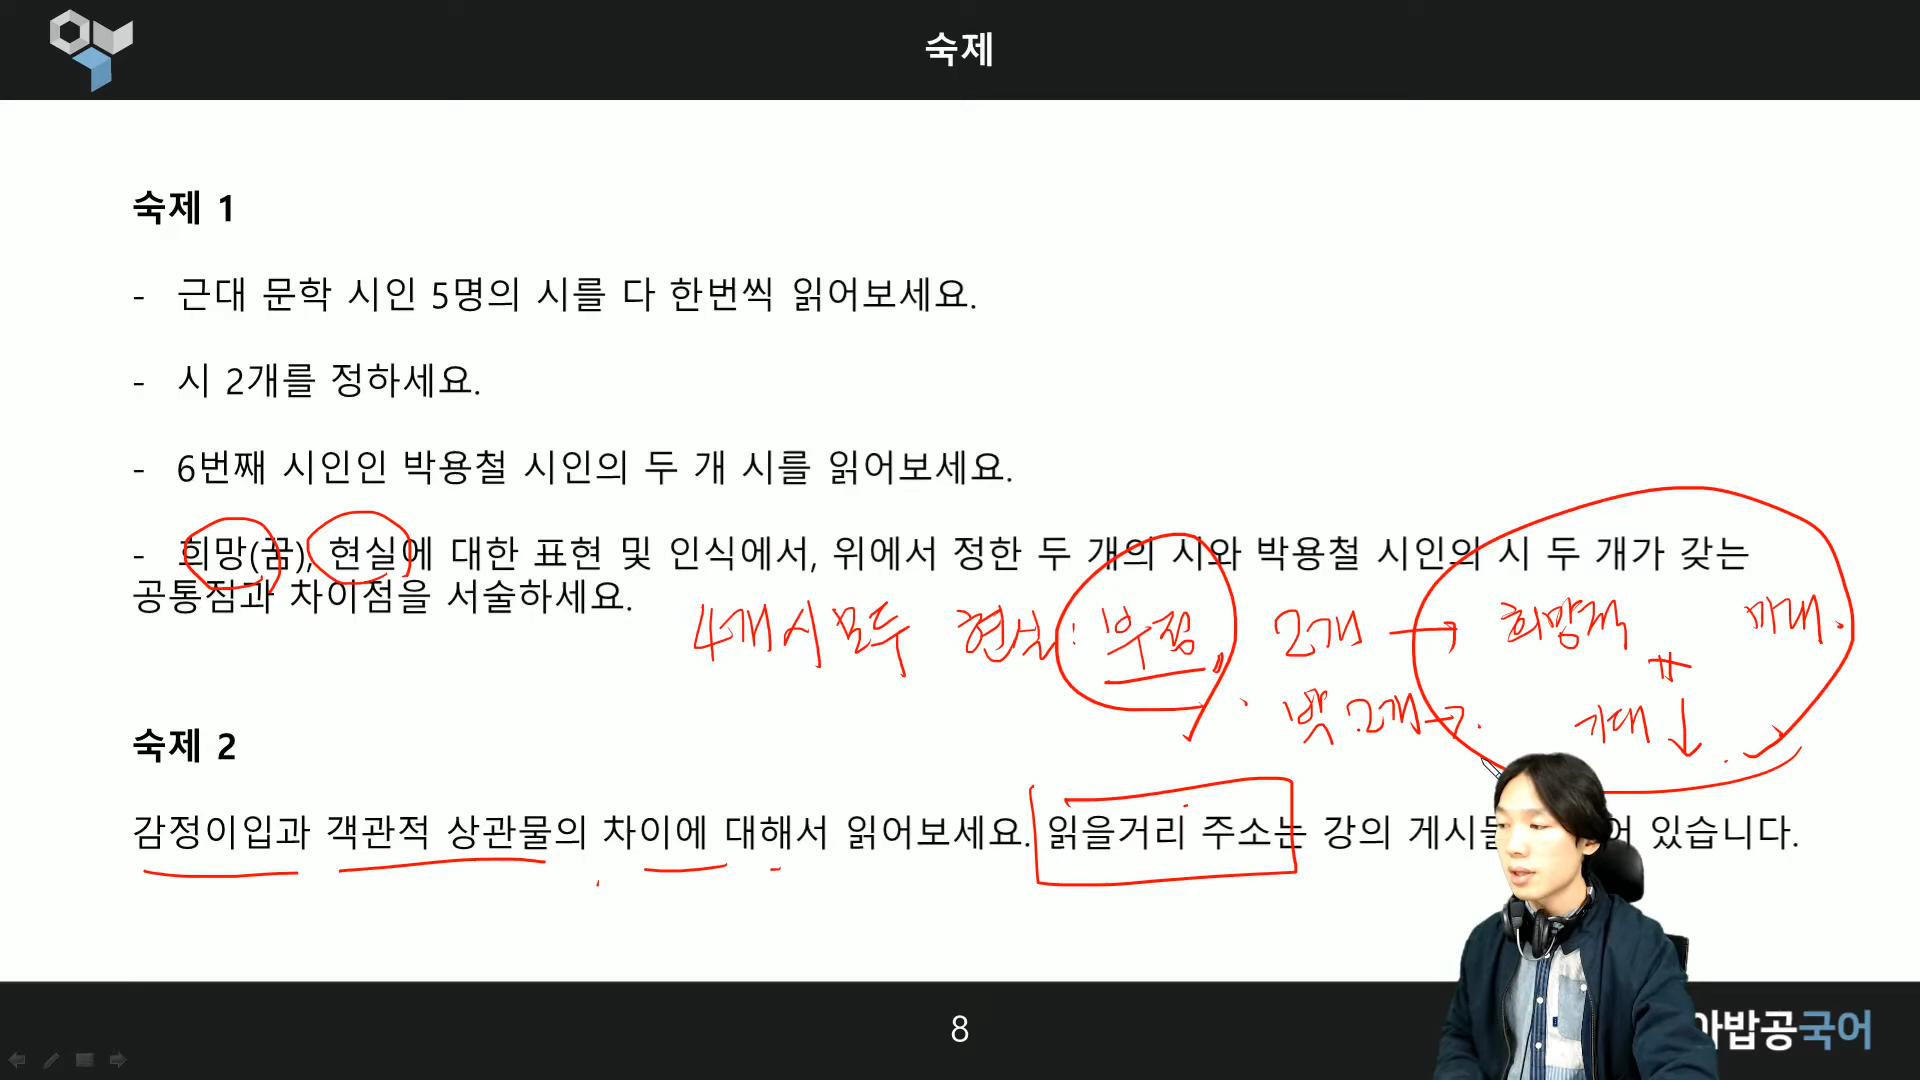 숙제
숙제 1
- 근대 문학 시인 5명의 시를 다 한번씩 읽어보세요.
- 시 2개를 정하세요.
- 6번째 시인인 박용철 시인의 두 개 시를 읽어보세요.
- 희망(꿈), 현실에 대한 표현 및 인식에서, 위에서 정한 두 개의 시와 박용철 시인의 시 두 개가 갖는
공통점과 차이점을 서술하세요.
4개 시 모두 현실: 부정, 2개 → 희망적 미래.
박 2개 → 기대 ↓
숙제 2
감정이입과 객관적 상관물의 차이에 대해서 읽어보세요. 읽을거리 주소는 강의 게시 있습니다.
8
밥공국어